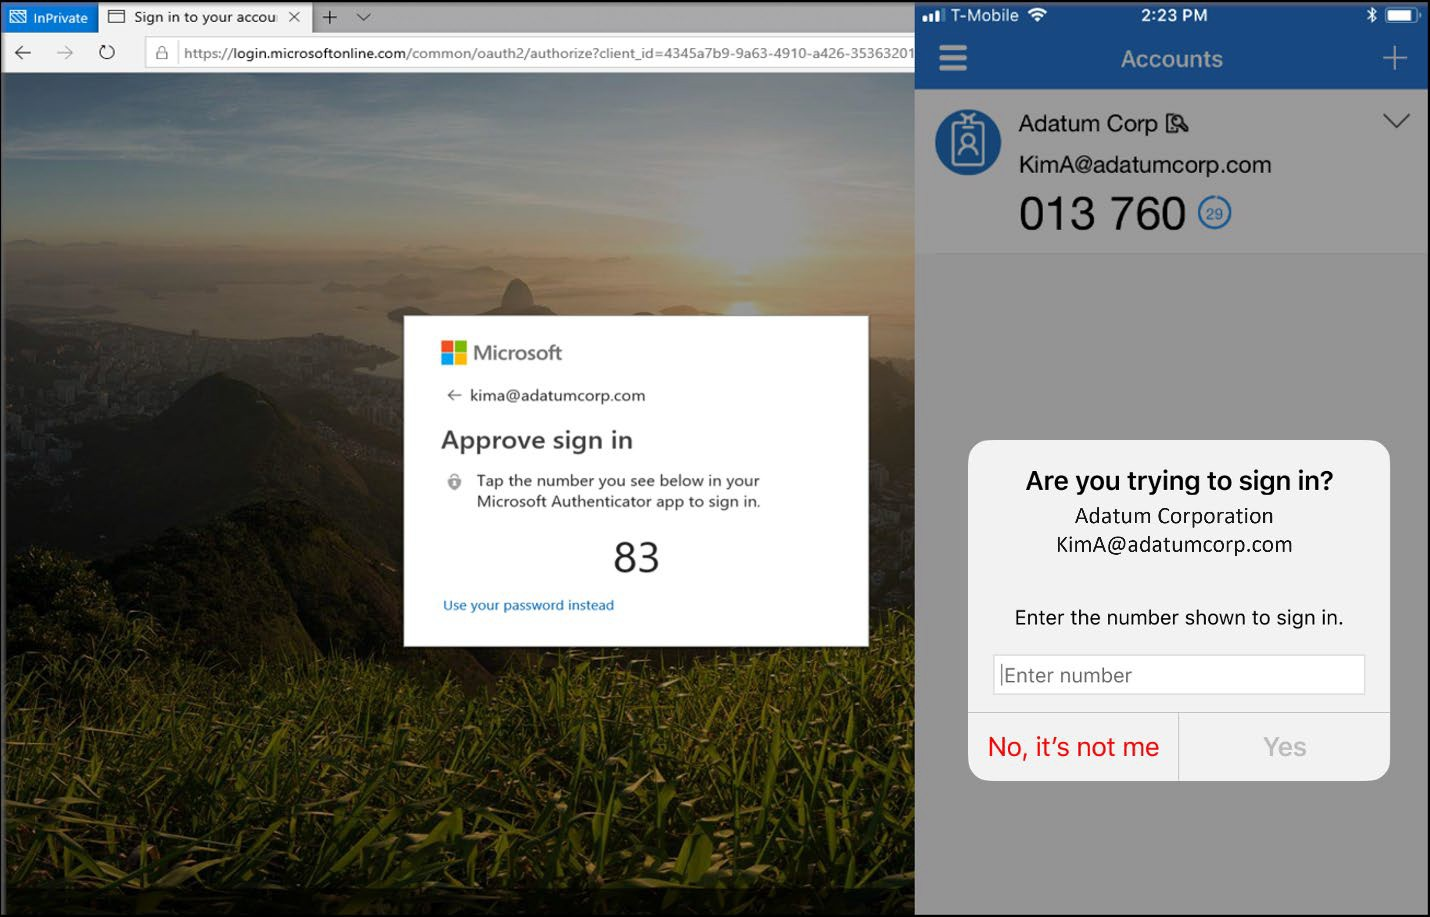 InPrivate
Sign in to your accou
https://login.microsoftonline.com/common/oauth2/authorize?client_id=4345a7b9-9a63-4910-a426-35363201
Microsoft
kima@adatumcorp.com
Approve sign in
Tap the number you see below in your
Microsoft Authenticator app to sign in.
83
Use your password instead
T-Mobile
2:23 PM
Accounts
Adatum Corp
KimA@adatumcorp.com
013 760
29
Are you trying to sign in?
Adatum Corporation
KimA@adatumcorp.com
Enter the number shown to sign in.
Enter number
No, it's not me
Yes